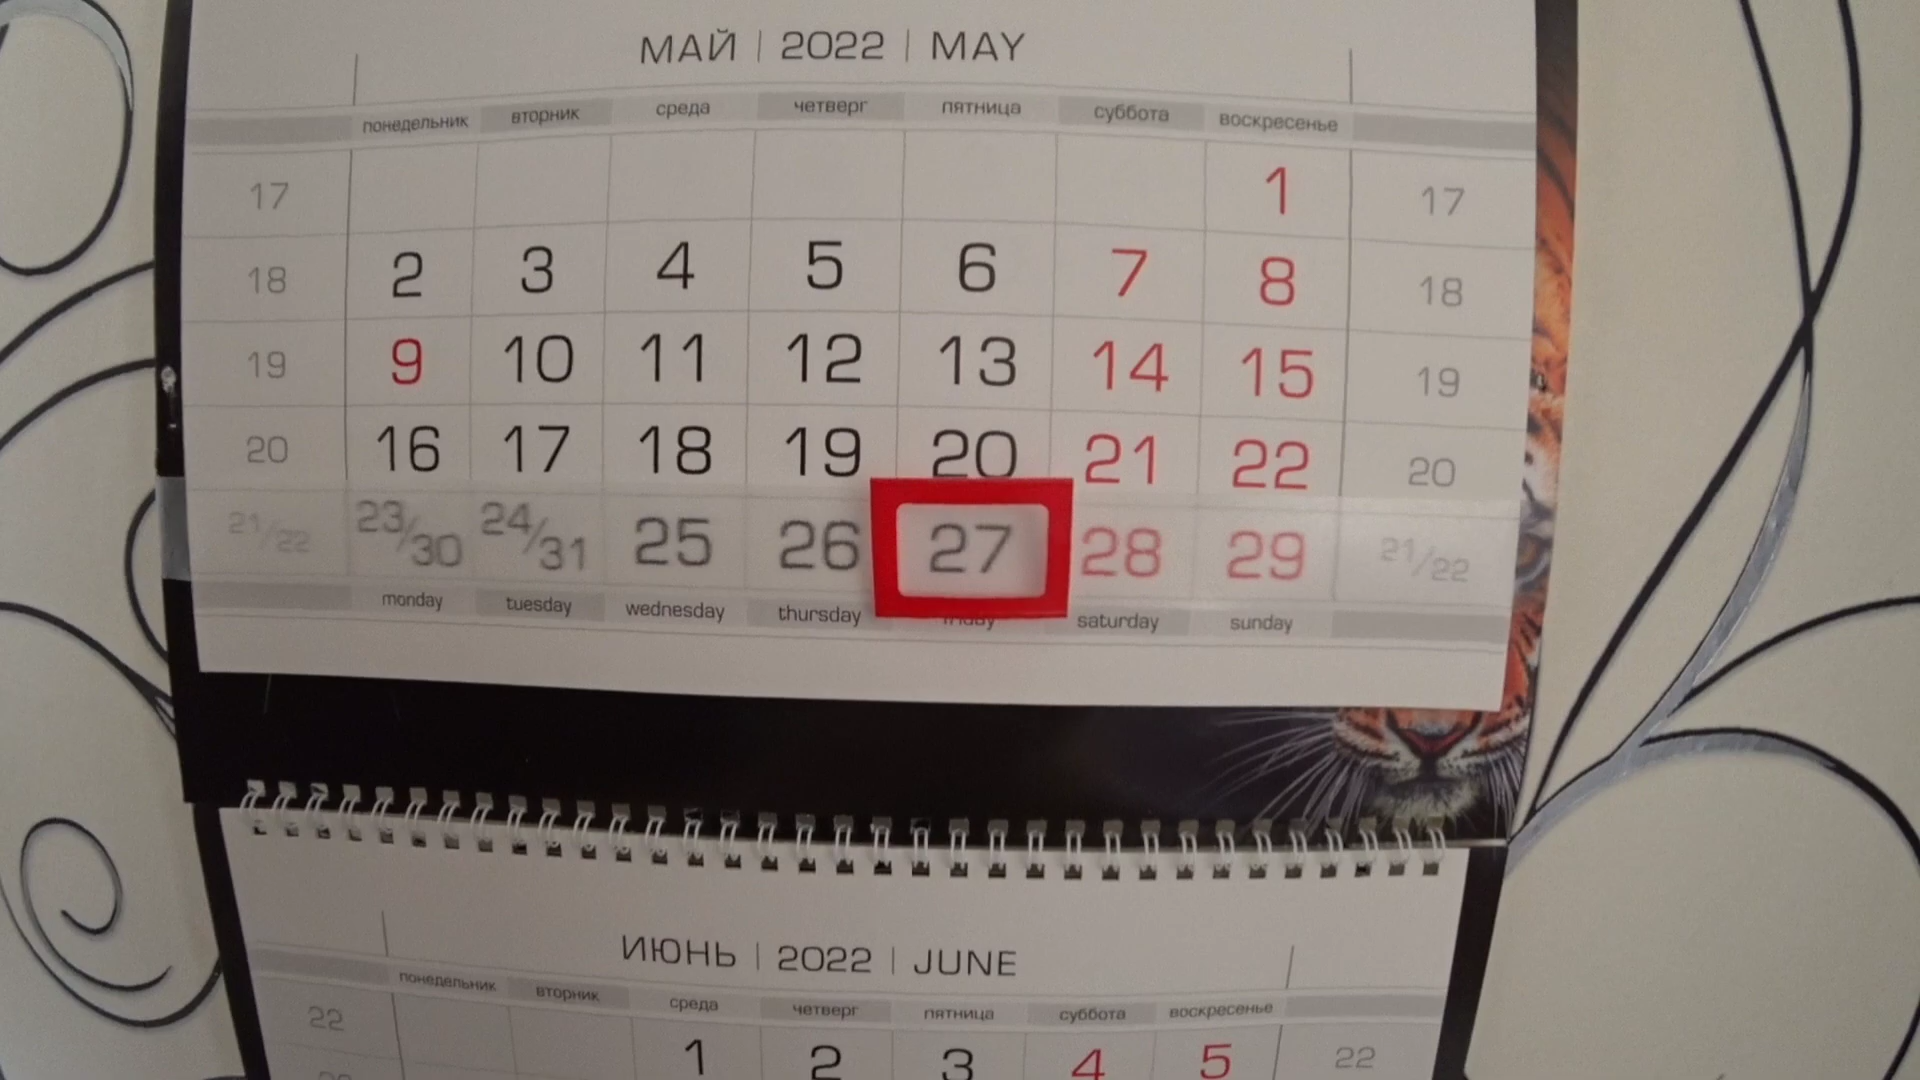 МАЙ | 2022 | MAY
понедельник вторник среда четверг пятница суббота воскресенье
17 1 17
18 2 3 4 5 6 7 8 18
19 9 10 11 12 13 14 15 19
20 16 17 18 19 20 21 22 20
21/22 23/30 24/31 25 26 27 28 29 21/22
monday tuesday wednesday thursday friday saturday sunday
ИЮНЬ | 2022 | JUNE
понедельник вторник среда четверг пятница суббота воскресенье
22 1 2 3 4 5 22